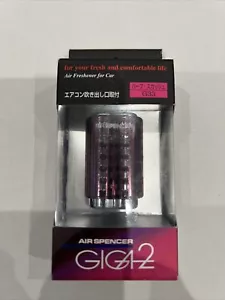 for your fresh and comfortable life
Air Freshener for Car
エアコン吹き出し口取付
AIR SPENCER
GIGA2